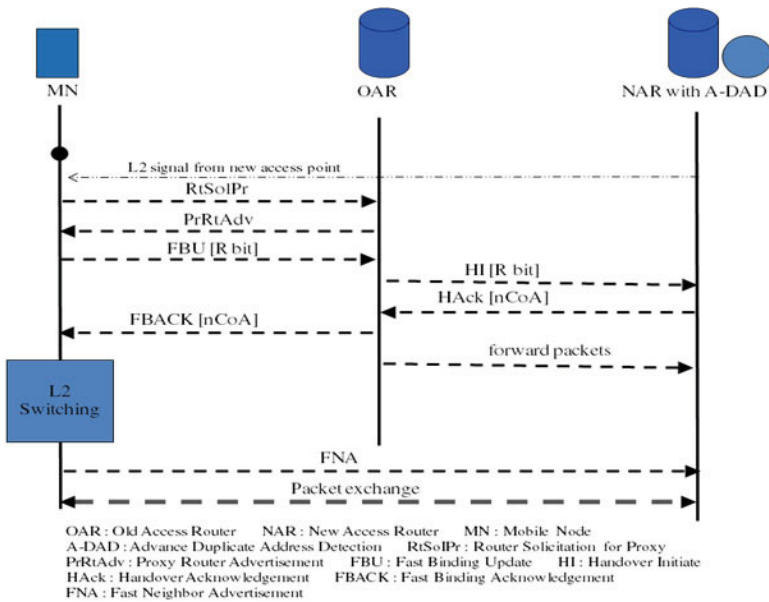 MN
OAR
NAR with A-DAD
L2 signal from new access point
RtSolPr
PrRtAdv
FBU [R bit]
HI [R bit]
HAck [nCoA]
FBACK [nCoA]
forward packets
L2
Switching
FNA
Packet exchange
OAR : Old Access Router NAR : New Access Router MN : Mobile Node
A-DAD : Advance Duplicate Address Detection RtSolPr : Router Solicitation for Proxy
PrRtAdv : Proxy Router Advertisement FBU : Fast Binding Update HI : Handover Initiate
HAck : Handover Acknowledgement FBACK : Fast Binding Acknowledgement
FNA : Fast Neighbor Advertisement